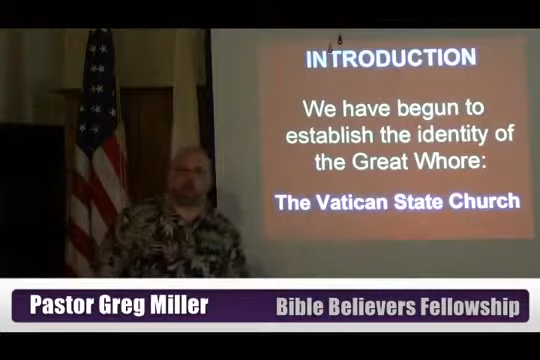 INTRODUCTION
We have begun to
establish the identity of
the Great Whore:
The Vatican State Church
Pastor Greg Miller
Bible Believers Fellowship